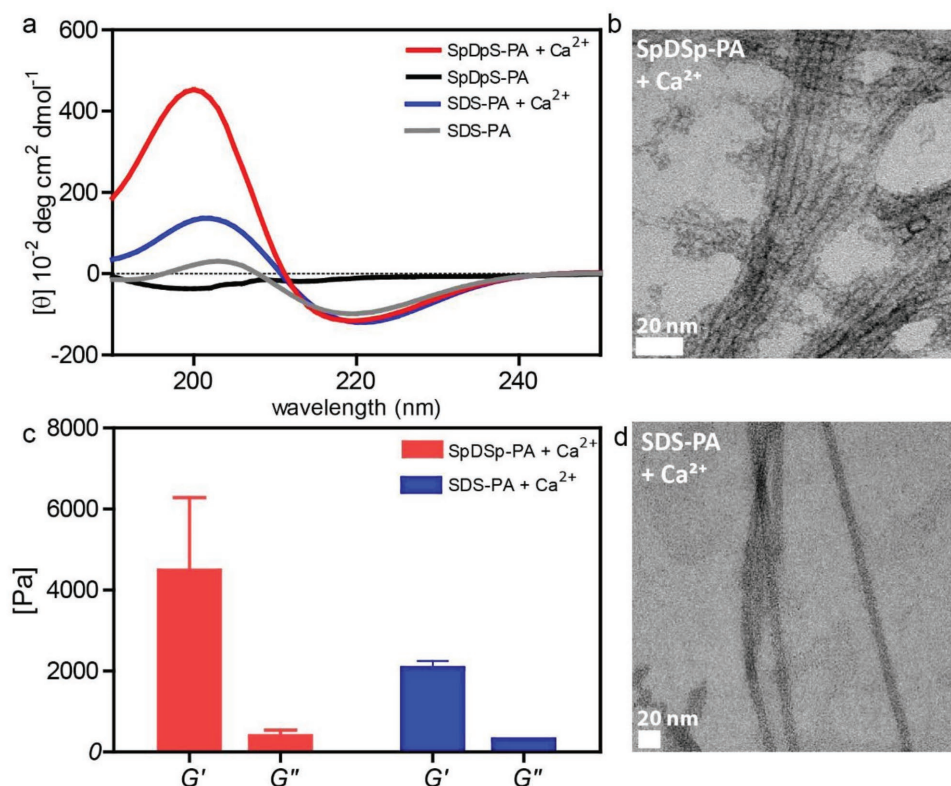 a
600
400
200
0
-200
[θ] 10⁻² deg cm² dmol⁻¹
SpDpS-PA + Ca²⁺
SpDpS-PA
SDS-PA + Ca²⁺
SDS-PA
200
220
240
wavelength (nm)
b
SpDSp-PA
+ Ca²⁺
20 nm
c
8000
6000
4000
2000
0
[Pa]
SpDSp-PA + Ca²⁺
SDS-PA + Ca²⁺
G'
G"
G'
G"
d
SDS-PA
+ Ca²⁺
20 nm